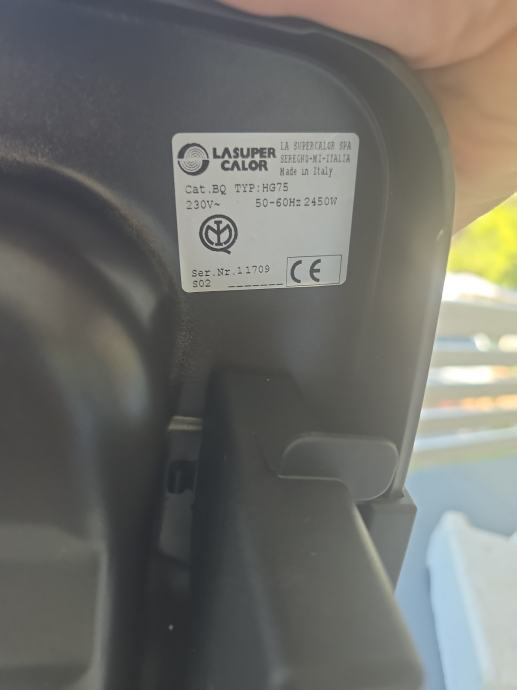 LASUPER CALOR
LA SUPERCALOR SPA
SEREGNO-MI-ITALIA
Made in Italy
Cat.BQ TYP:HG75
230V~ 50-60Hz 2450W
Ser.Nr.11709
S02 _______
CE